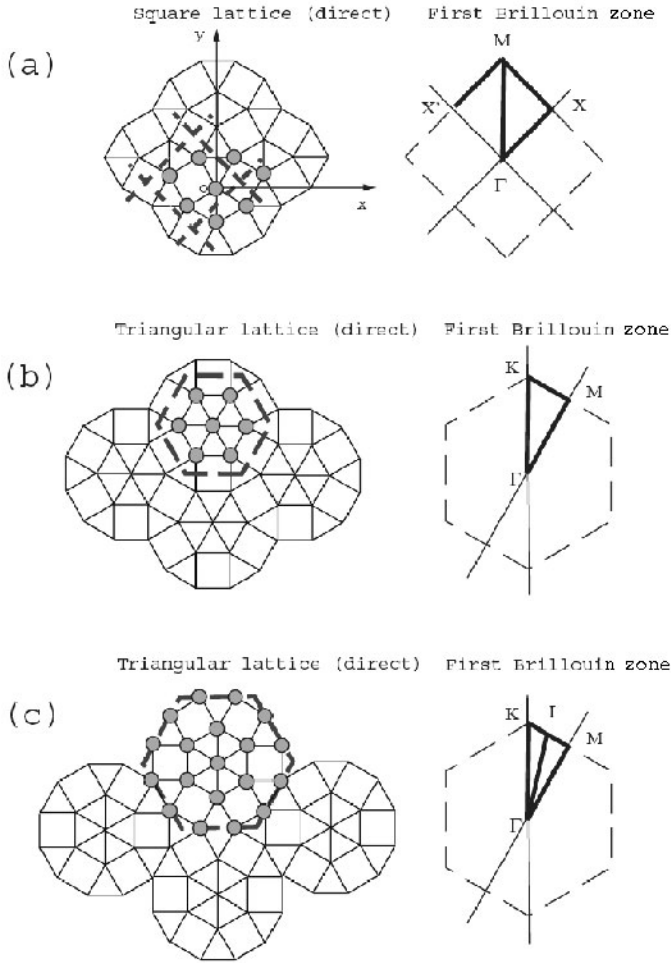 Square lattice (direct) First Brillouin zone
(a)
y
M
X'
X
O
Γ
x
Triangular lattice (direct) First Brillouin zone
(b)
K
M
Γ
Triangular lattice (direct) First Brillouin zone
(c)
K
I
M
Γ